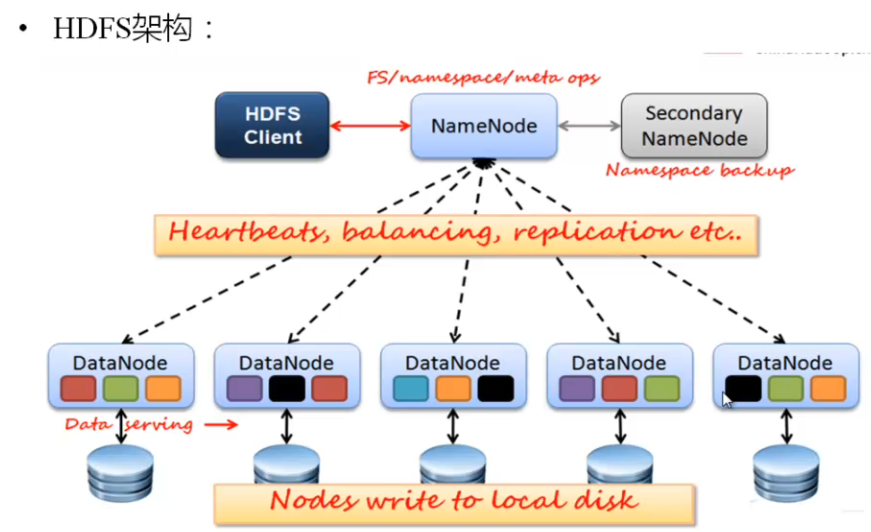 • HDFS架构：
FS/namespace/meta ops
HDFS
Client
NameNode
Secondary
NameNode
Namespace backup
Heartbeats, balancing, replication etc..
DataNode
DataNode
DataNode
DataNode
DataNode
Data serving
Nodes write to local disk